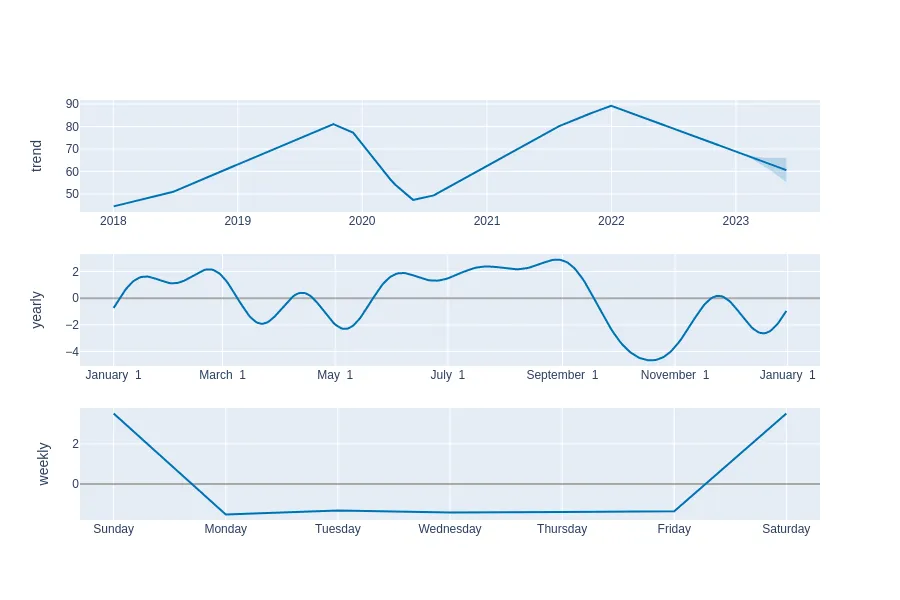 trend
90
80
70
60
50
2018 2019 2020 2021 2022 2023
yearly
2
0
−2
−4
January 1 March 1 May 1 July 1 September 1 November 1 January 1
weekly
2
0
Sunday Monday Tuesday Wednesday Thursday Friday Saturday